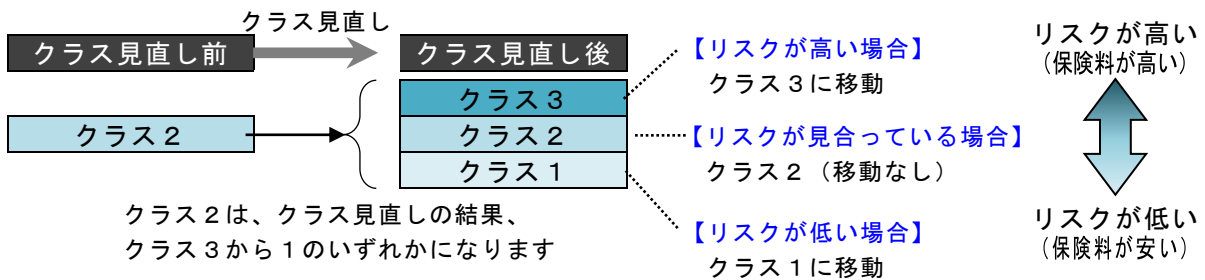 クラス見直し
クラス見直し前
クラス見直し後
クラス２
クラス３
クラス２
クラス１
【リスクが高い場合】
クラス３に移動
【リスクが見合っている場合】
クラス２（移動なし）
【リスクが低い場合】
クラス１に移動
クラス２は、クラス見直しの結果、
クラス３から１のいずれかになります
リスクが高い
（保険料が高い）
リスクが低い
（保険料が安い）